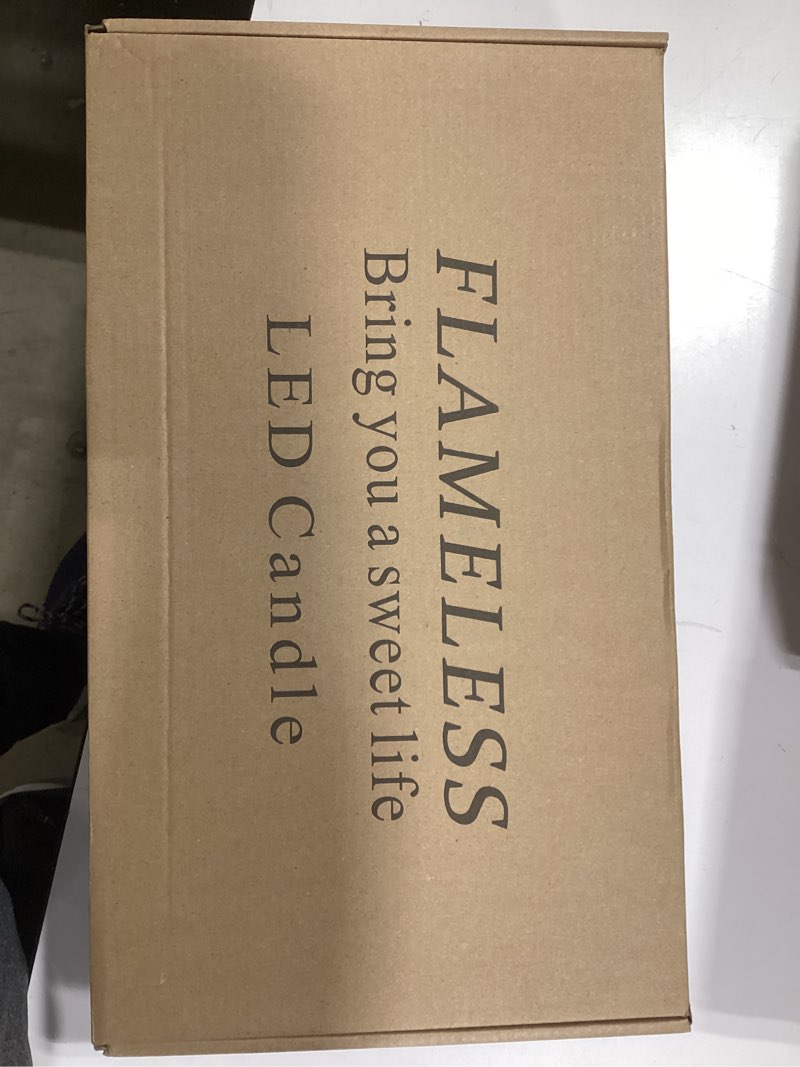 FLAMELESS
Bring you a sweet life
LED Candle